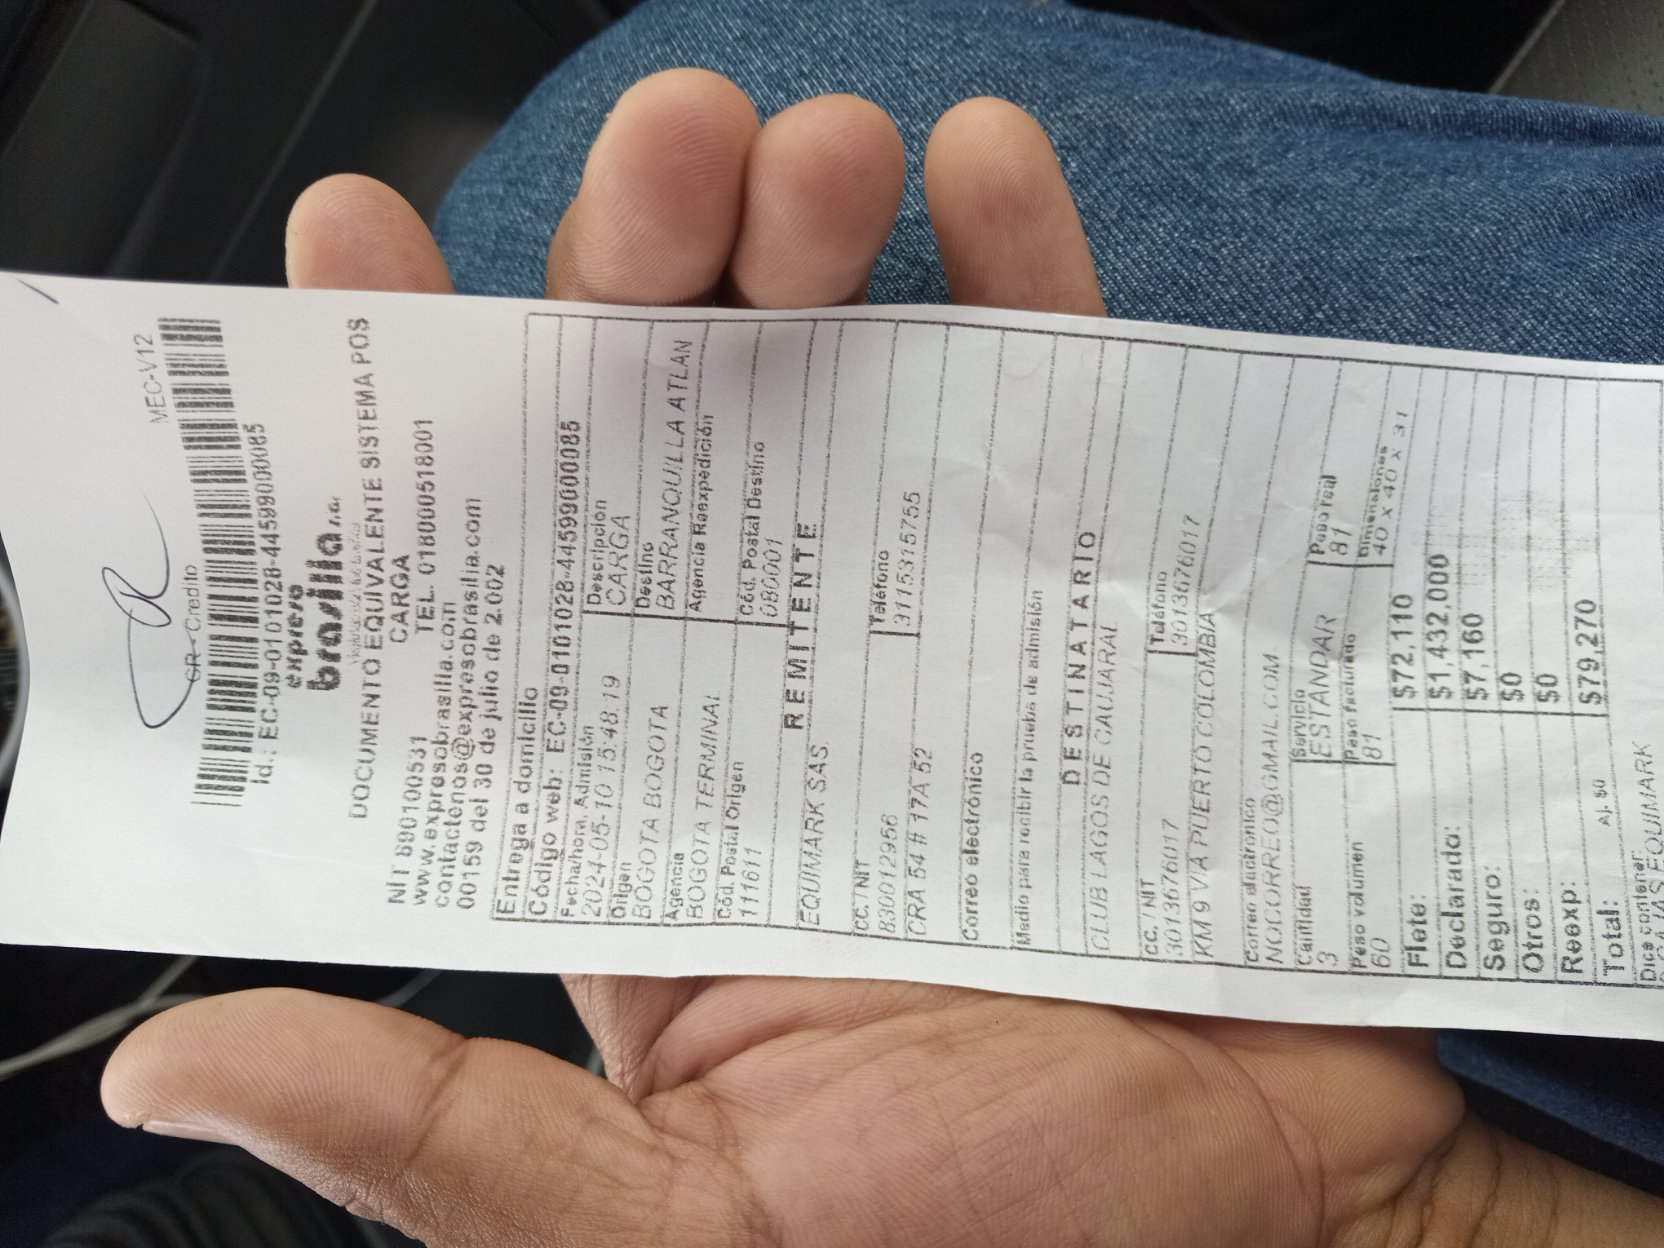 MEC-V12
CR - Credito
Id.: EC-09-0101028-4459900085
expreso
brasilia s.a.
DOCUMENTO EQUIVALENTE SISTEMA POS
CARGA
NIT 890100531 TEL. 018000518001
www.expresobrasilia.com
contactenos@expresobrasilia.com
00159 del 30 de julio de 2.002
Entrega a domicilio
Código web: EC-09-0101028-4459900085
Fecha/hora, Admisión Descripción
2024-05-10 15:48:19 CARGA
Origen Destino
BOGOTA BOGOTA BARRANQUILLA ATLAN
Agencia Agencia Reexpedición
BOGOTA TERMINAL
Cód. Postal Origen Cód. Postal Destino
111611 080001
REMITENTE
EQUIMARK SAS.
CC. / NIT Teléfono
830012956 3115315755
CRA 54 # 17A 52
Correo electrónico
Medio para recibir la prueba de admisión
DESTINATARIO
CLUB LAGOS DE CAUJARAL
CC. / NIT Teléfono
3013676017 3013676017
KM 9 VIA PUERTO COLOMBIA
Correo electrónico
NOCORREO@GMAIL.COM
Cantidad Servicio Peso real
3 ESTANDAR 81
Peso volumen Peso facturado Dimensiones
60 81 40 x 40 x 31
Flete: $72,110
Declarado: $1,432,000
Seguro: $7,160
Otros: $0
Reexp: $0
Total: Aj. $0 $79,270
Dice contener:
EQUIMARK